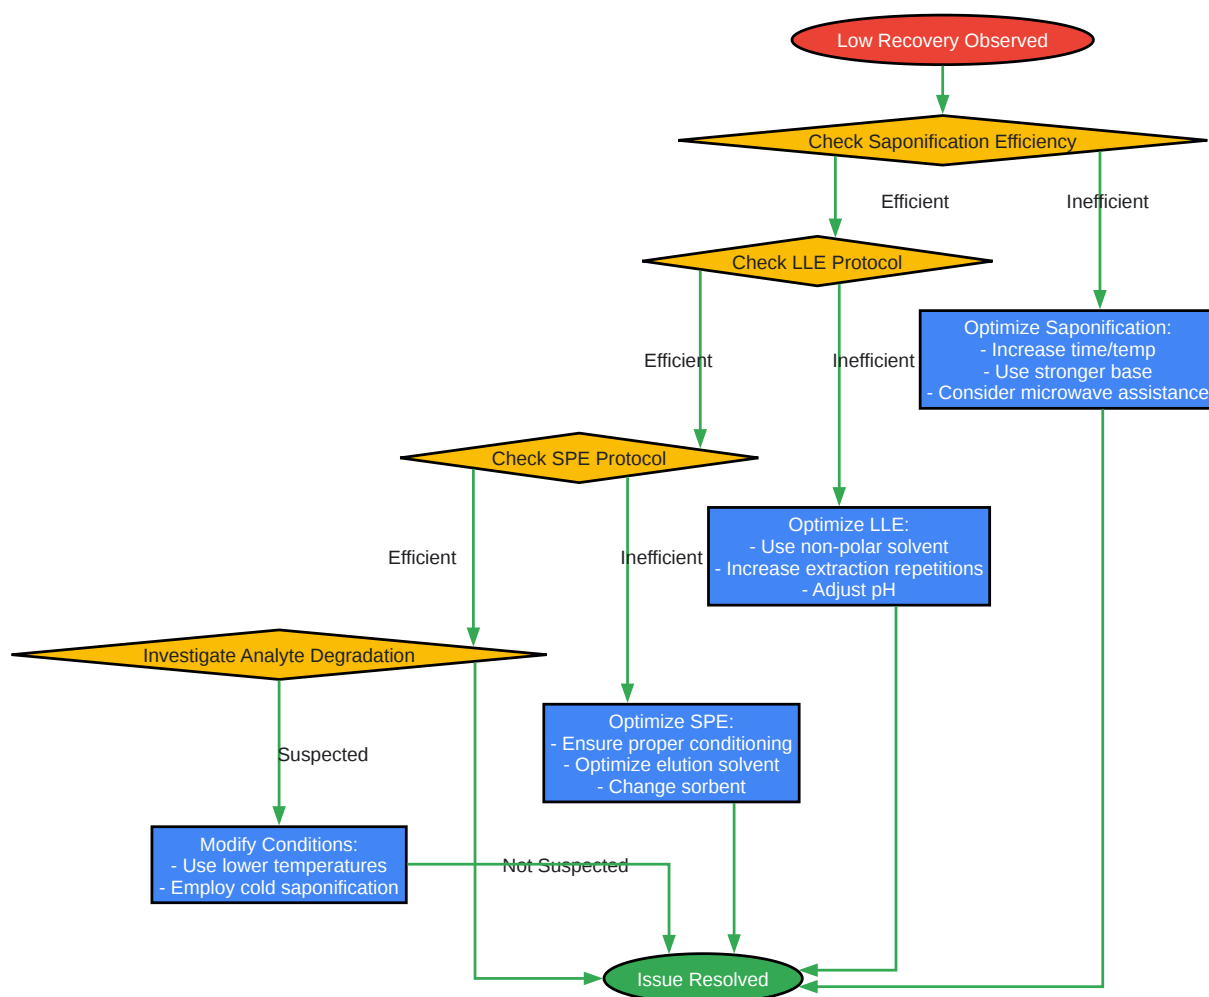 Low Recovery Observed
Check Saponification Efficiency
Efficient
Inefficient
Check LLE Protocol
Optimize Saponification:
- Increase time/temp
- Use stronger base
- Consider microwave assistance
Efficient
Inefficient
Check SPE Protocol
Optimize LLE:
- Use non-polar solvent
- Increase extraction repetitions
- Adjust pH
Efficient
Inefficient
Investigate Analyte Degradation
Optimize SPE:
- Ensure proper conditioning
- Optimize elution solvent
- Change sorbent
Suspected
Modify Conditions:
- Use lower temperatures
- Employ cold saponification
Not Suspected
Issue Resolved